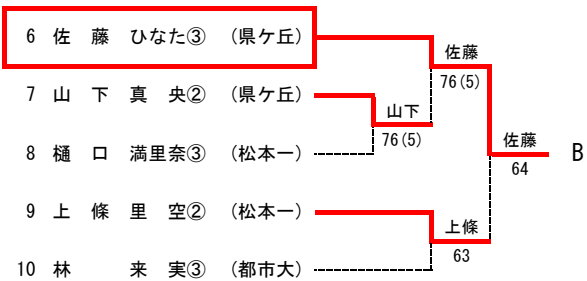 6 佐 藤 ひなた③ (県ケ丘)
佐藤
76(5)
7 山 下 真 央② (県ケ丘)
山下
76(5)
8 樋 口 満里奈③ (松本一)
佐藤
64
B
9 上 條 里 空② (松本一)
上條
63
10 林 来 実③ (都市大)